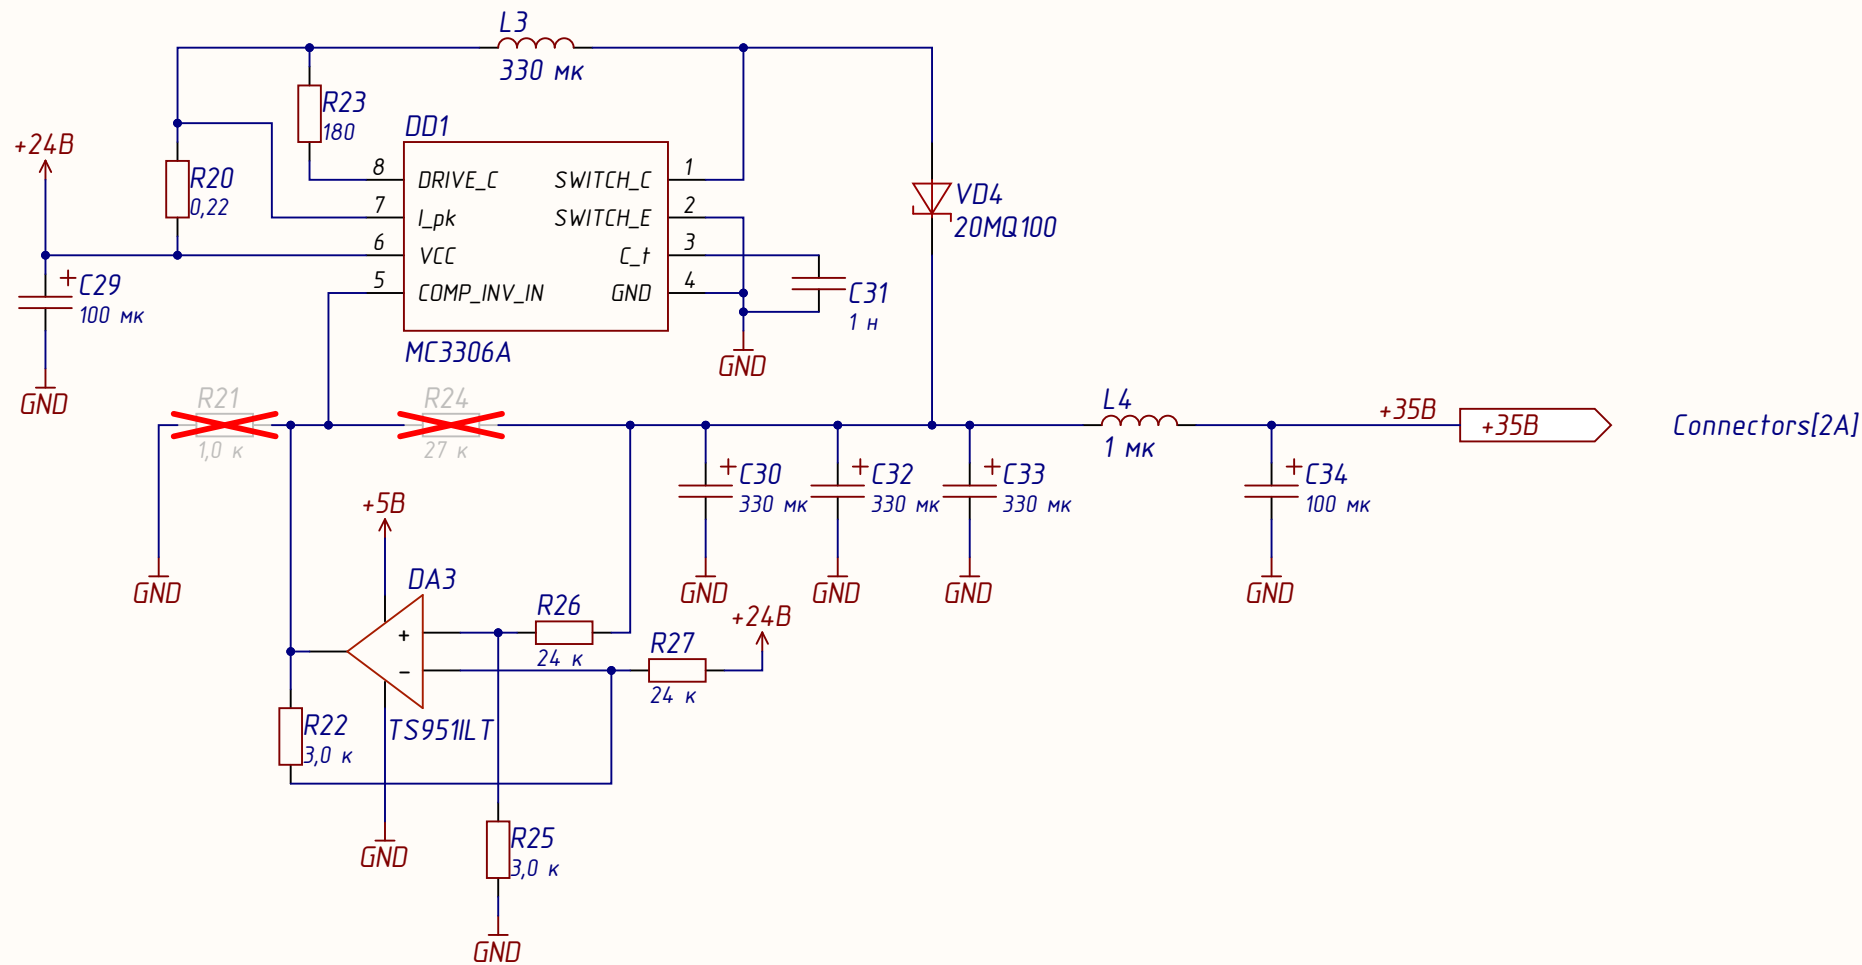 L3
330 мк
R23
180
DD1
+24В
R20
0,22
8
DRIVE_C
SWITCH_C
1
7
I_pk
SWITCH_E
2
6
VCC
C_t
3
5
COMP_INV_IN
GND
4
MC3306A
VD4
20MQ100
+
C29
100 мк
C31
1 н
GND
GND
R21
1,0 к
R24
27 к
L4
1 мк
+35В
+35В
Connectors[2A]
+
C30
330 мк
+
C32
330 мк
+
C33
330 мк
+
C34
100 мк
+5В
GND
DA3
GND
GND
GND
GND
R26
24 к
+24В
R27
24 к
+
−
TS951ILT
R22
3,0 к
R25
3,0 к
GND
GND